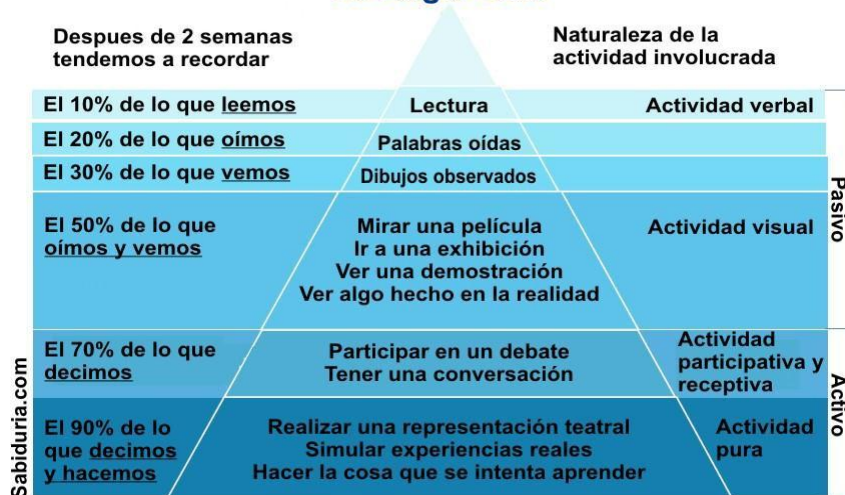 Despues de 2 semanas
tendemos a recordar
Naturaleza de la
actividad involucrada
El 10% de lo que leemos
Lectura
Actividad verbal
El 20% de lo que oímos
Palabras oídas
El 30% de lo que vemos
Dibujos observados
El 50% de lo que
oímos y vemos
Mirar una película
Ir a una exhibición
Ver una demostración
Ver algo hecho en la realidad
Actividad visual
Pasivo
El 70% de lo que
decimos
Participar en un debate
Tener una conversación
Actividad
participativa y
receptiva
El 90% de lo
que decimos
y hacemos
Realizar una representación teatral
Simular experiencias reales
Hacer la cosa que se intenta aprender
Actividad
pura
Activo
Sabiduria.com